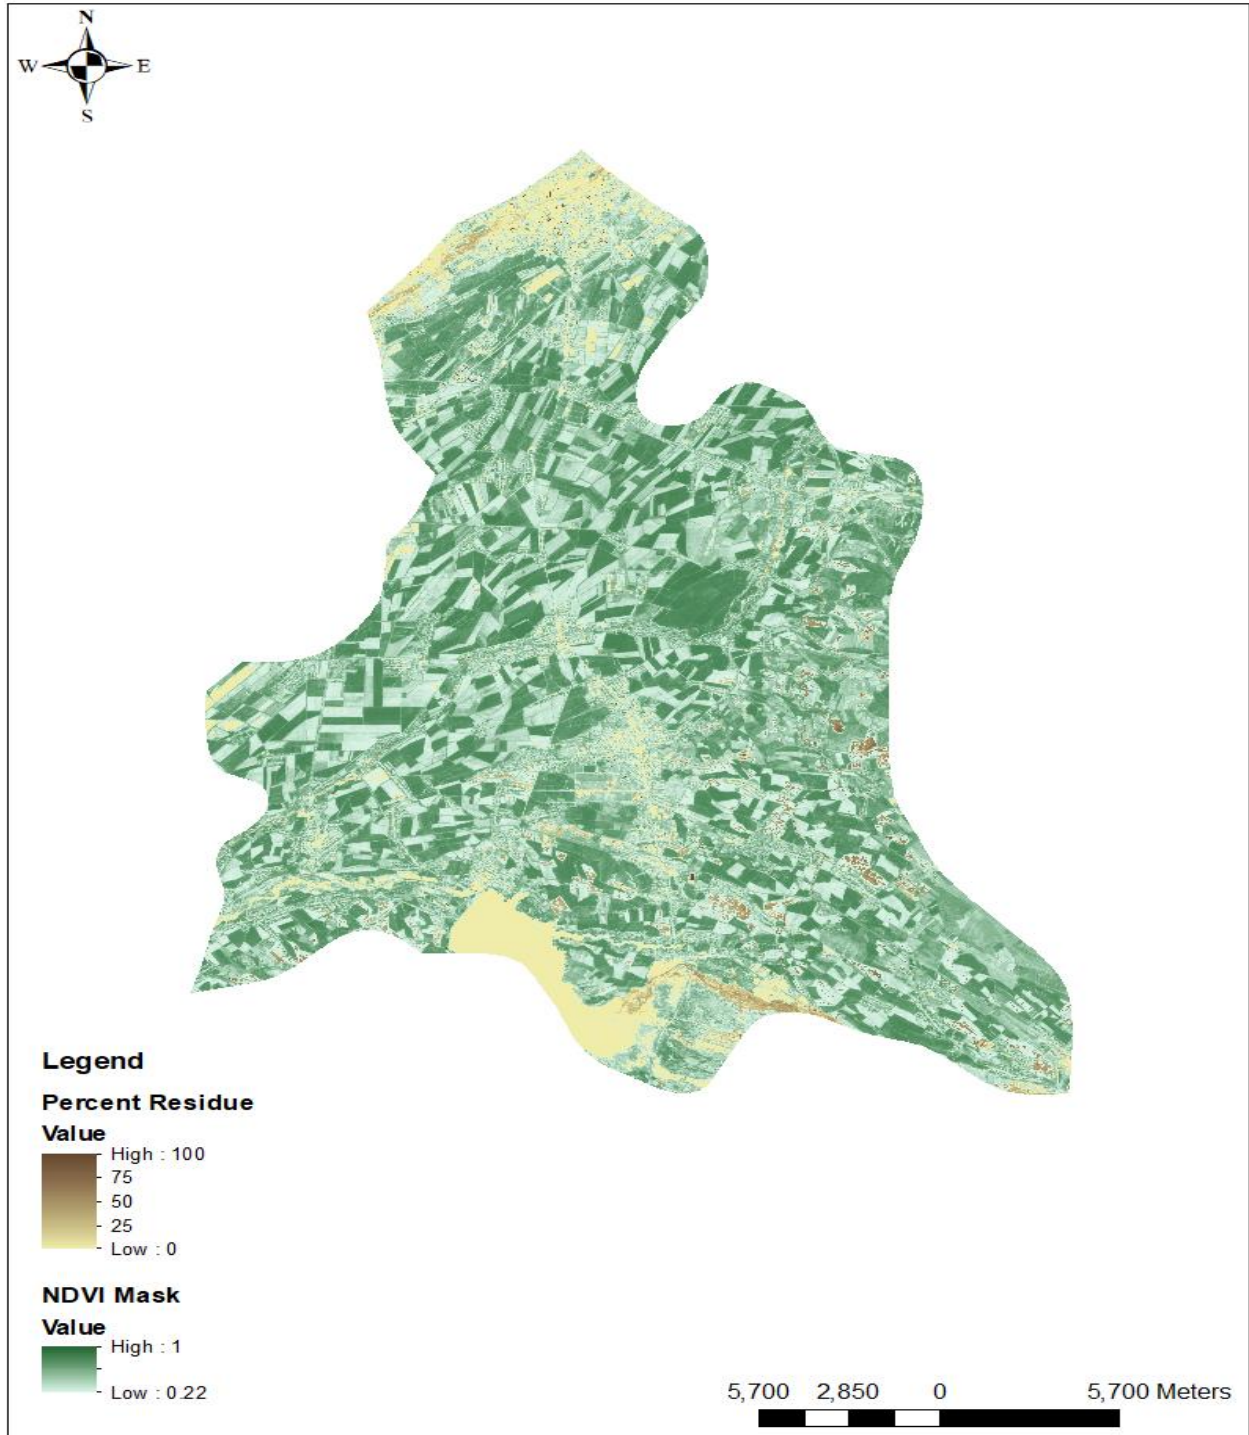 N
W E
S
Legend
Percent Residue
Value
High : 100
75
50
25
Low : 0
NDVI Mask
Value
High : 1
Low : 0.22
5,700 2,850 0 5,700 Meters